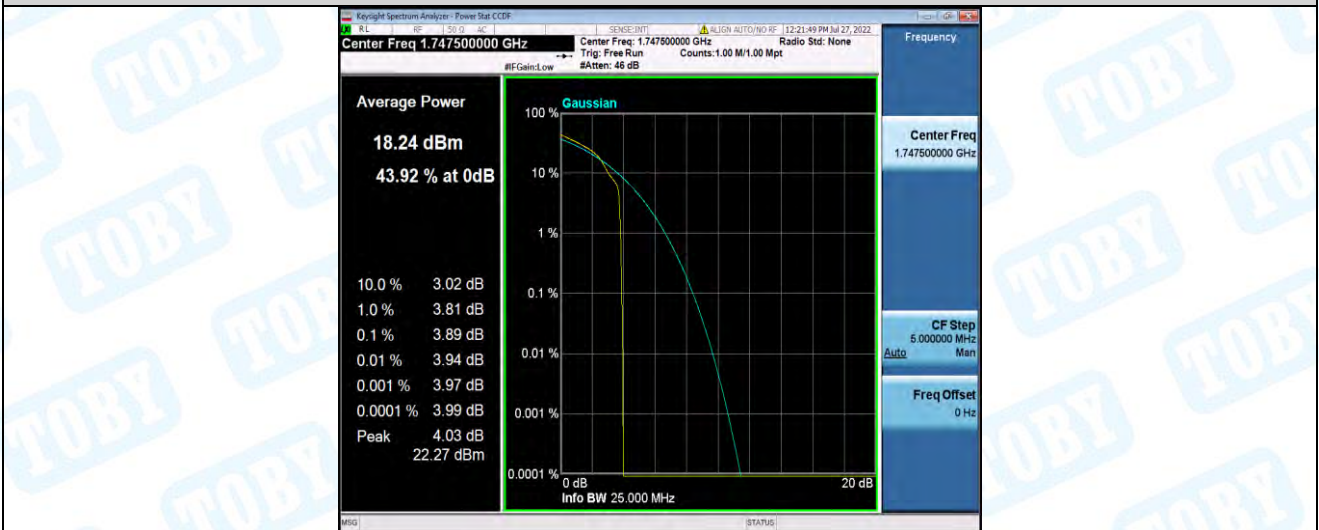 Keysight Spectrum Analyzer - Power Stat CCDF
RL RF 50 Ω AC SENSE:INT ALIGN AUTO/NO RF 12:21:49 PM Jul 27, 2022
Center Freq 1.747500000 GHz
Center Freq: 1.747500000 GHz Radio Std: None
Trig: Free Run Counts:1.00 M/1.00 Mpt
#IFGain:Low #Atten: 46 dB
Average Power
18.24 dBm
43.92 % at 0dB
10.0 % 3.02 dB
1.0 % 3.81 dB
0.1 % 3.89 dB
0.01 % 3.94 dB
0.001 % 3.97 dB
0.0001 % 3.99 dB
Peak 4.03 dB
22.27 dBm
Gaussian
100 %
10 %
1 %
0.1 %
0.01 %
0.001 %
0.0001 %
0 dB 20 dB
Info BW 25.000 MHz
Frequency
Center Freq
1.747500000 GHz
CF Step
5.000000 MHz
Auto Man
Freq Offset
0 Hz
MSG STATUS
TOBY
TOBY
TOBY
TOBY
TOBY
TOBY
TOBY
TOBY